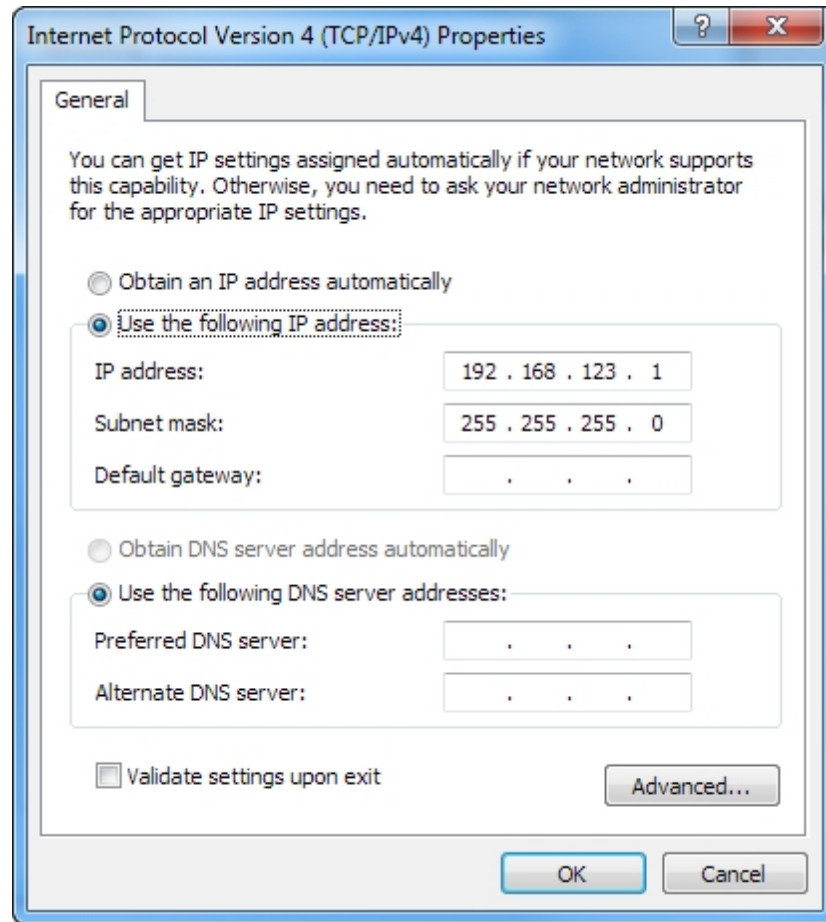 Internet Protocol Version 4 (TCP/IPv4) Properties
?
X
General
You can get IP settings assigned automatically if your network supports
this capability. Otherwise, you need to ask your network administrator
for the appropriate IP settings.
Obtain an IP address automatically
Use the following IP address:
IP address: 192 . 168 . 123 . 1
Subnet mask: 255 . 255 . 255 . 0
Default gateway: . . .
Obtain DNS server address automatically
Use the following DNS server addresses:
Preferred DNS server: . . .
Alternate DNS server: . . .
Validate settings upon exit
Advanced...
OK Cancel